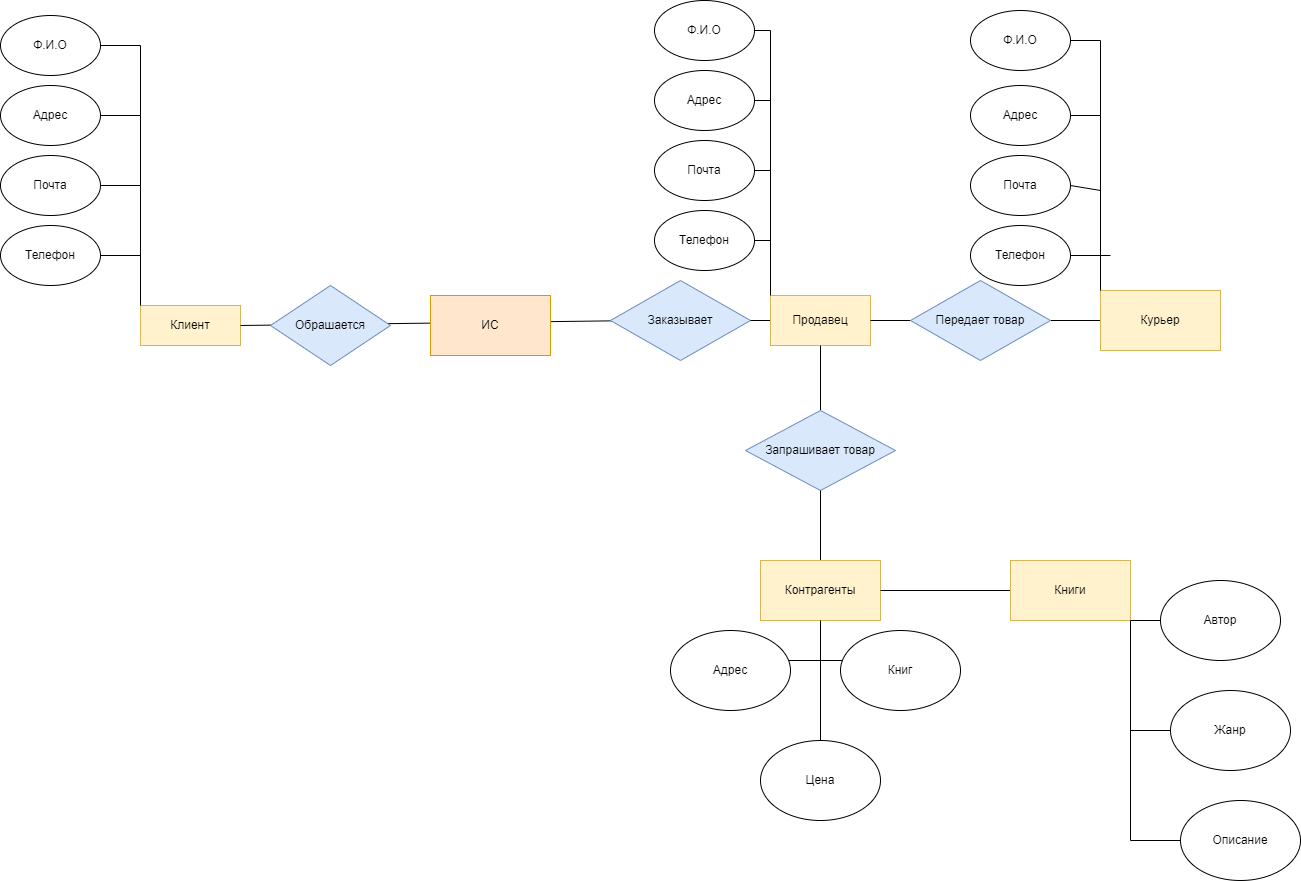 Ф.И.О
Адрес
Почта
Телефон
Ф.И.О
Адрес
Почта
Телефон
Ф.И.О
Адрес
Почта
Телефон
Клиент
Обрашается
ИС
Заказывает
Продавец
Передает товар
Курьер
Запрашивает товар
Контрагенты
Книги
Адрес
Книг
Цена
Автор
Жанр
Описание